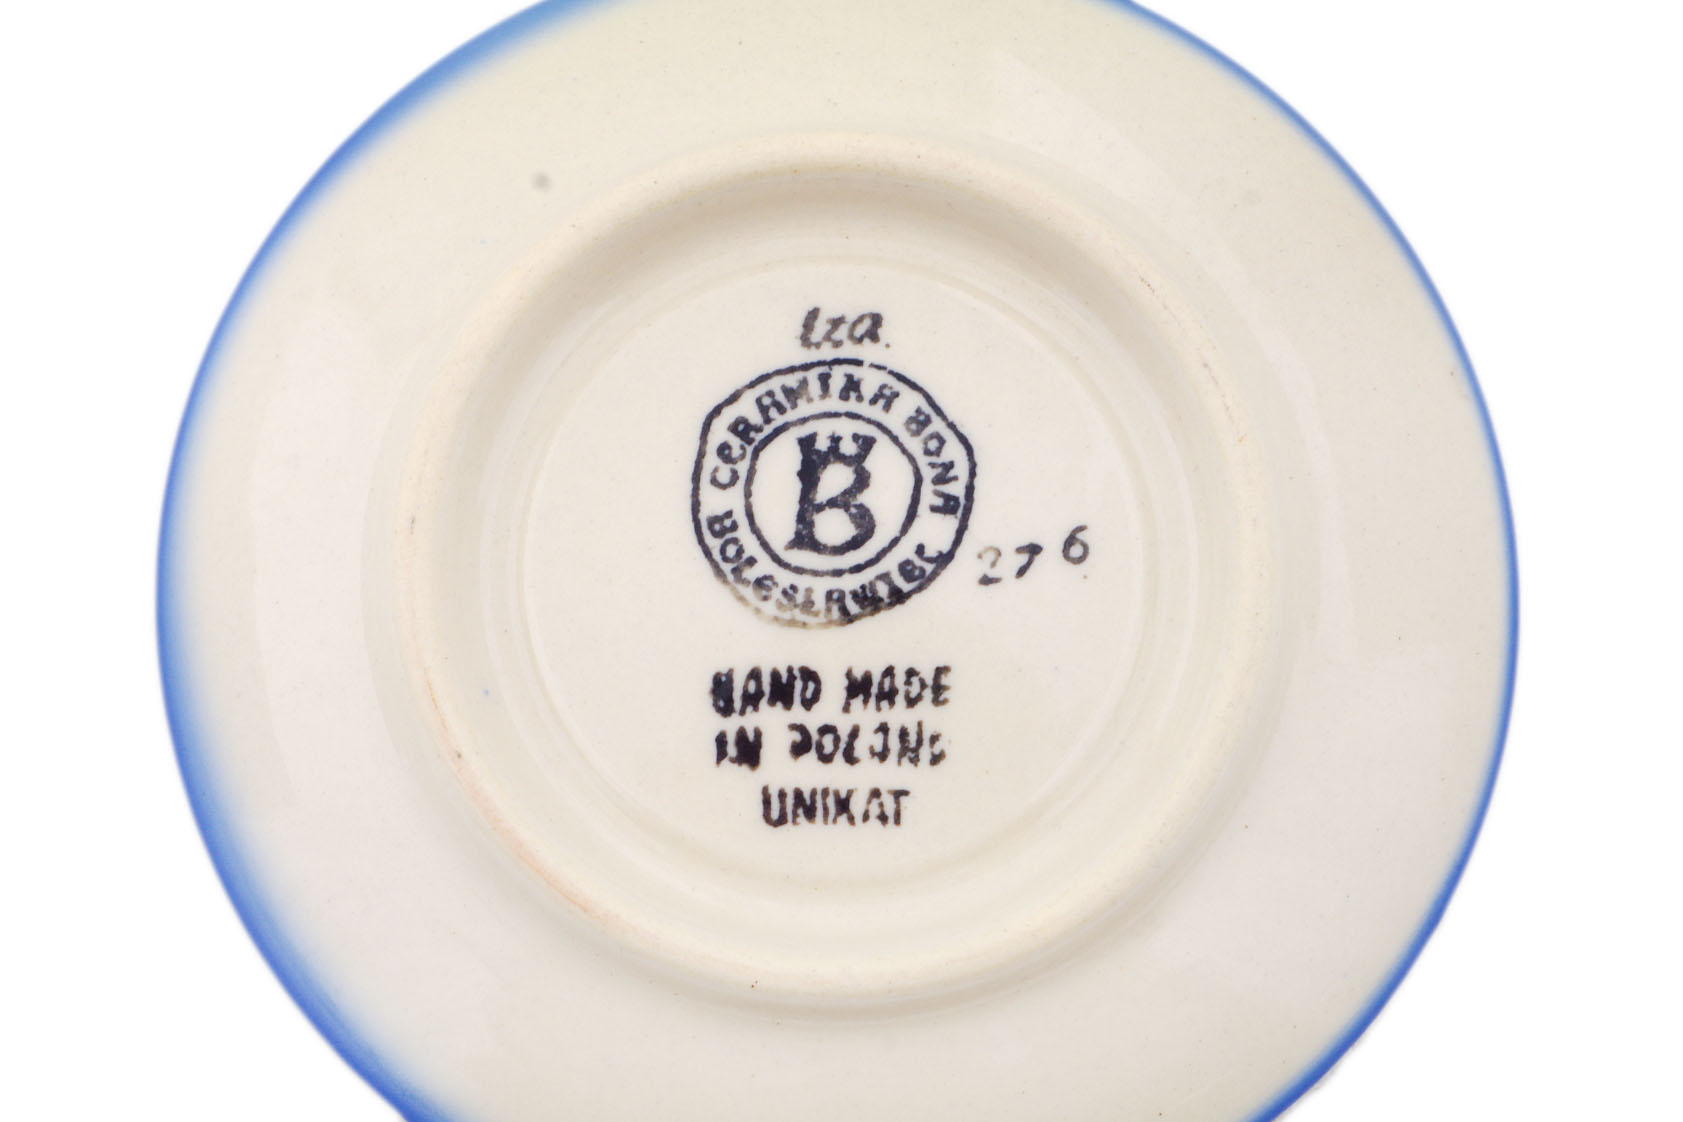 Iza.
CERAMIKA BONA
BOLESŁAWIEC
B
276
HAND MADE
IN POLAND
UNIKAT